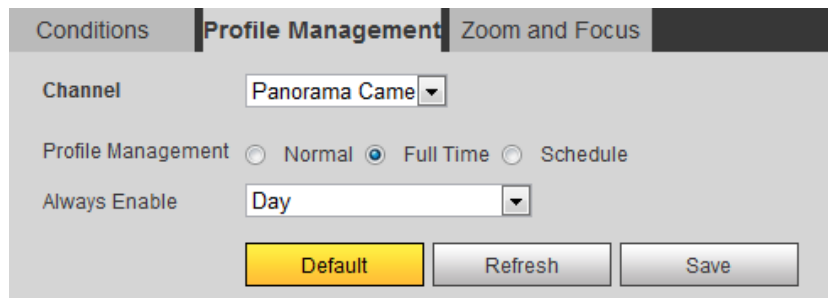 Conditions Profile Management Zoom and Focus
Channel Panorama Came
Profile Management Normal Full Time Schedule
Always Enable Day
Default Refresh Save